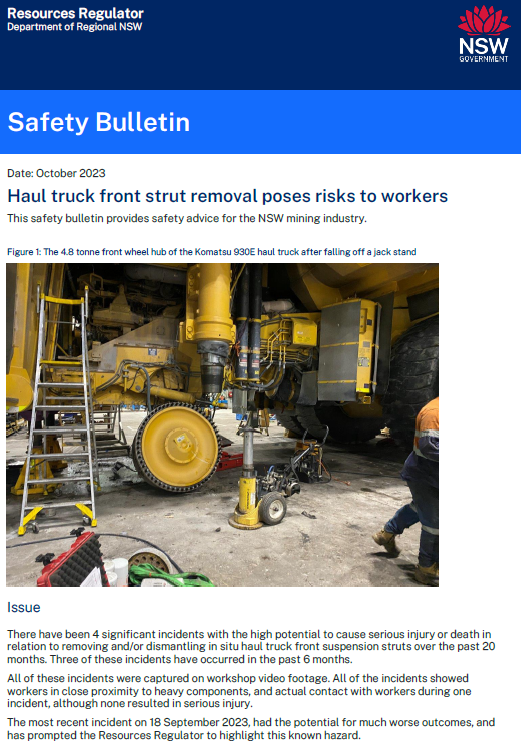 Resources Regulator
Department of Regional NSW
NSW
GOVERNMENT
Safety Bulletin
Date: October 2023
Haul truck front strut removal poses risks to workers
This safety bulletin provides safety advice for the NSW mining industry.
Figure 1: The 4.8 tonne front wheel hub of the Komatsu 930E haul truck after falling off a jack stand
Issue
There have been 4 significant incidents with the high potential to cause serious injury or death in
relation to removing and/or dismantling in situ haul truck front suspension struts over the past 20
months. Three of these incidents have occurred in the past 6 months.
All of these incidents were captured on workshop video footage. All of the incidents showed
workers in close proximity to heavy components, and actual contact with workers during one
incident, although none resulted in serious injury.
The most recent incident on 18 September 2023, had the potential for much worse outcomes, and
has prompted the Resources Regulator to highlight this known hazard.